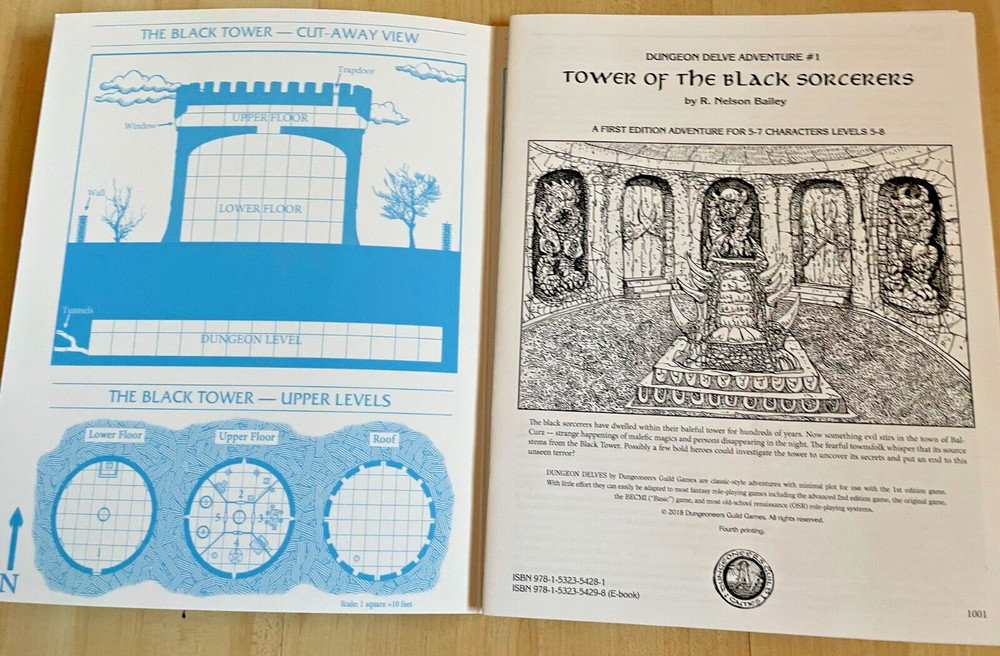 THE BLACK TOWER — CUT-AWAY VIEW
Trapdoor
UPPER FLOOR
Window
LOWER FLOOR
Wall
Tunnels
DUNGEON LEVEL
THE BLACK TOWER — UPPER LEVELS
Lower Floor
Upper Floor
Roof
1
2
3
4
5
N
Scale: 1 square =10 feet
DUNGEON DELVE ADVENTURE #1
TOWER OF THE BLACK SORCERERS
by R. Nelson Bailey
A FIRST EDITION ADVENTURE FOR 5-7 CHARACTERS LEVELS 5-8
The black sorcerers have dwelled within their baleful tower for hundreds of years. Now something evil stirs in the town of Bal-
Curz — strange happenings of malefic magics and persons disappearing in the night. The fearful townsfolk whisper that its source
stems from the Black Tower. Possibly a few bold heroes could investigate the tower to uncover its secrets and put an end to this
unseen terror?
DUNGEON DELVES by Dungeoneers Guild Games are classic-style adventures with minimal plot for use with the 1st edition game.
With little effort they can easily be adapted to most fantasy role-playing games including the advanced 2nd edition game, the original game,
the BECMI ("Basic") game, and most old-school renaissance (OSR) role-playing systems.
© 2018 Dungeoneers Guild Games. All rights reserved.
Fourth printing.
DUNGEONEERS GUILD GAMES
ISBN 978-1-5323-5428-1
ISBN 978-1-5323-5429-8 (E-book)
1001